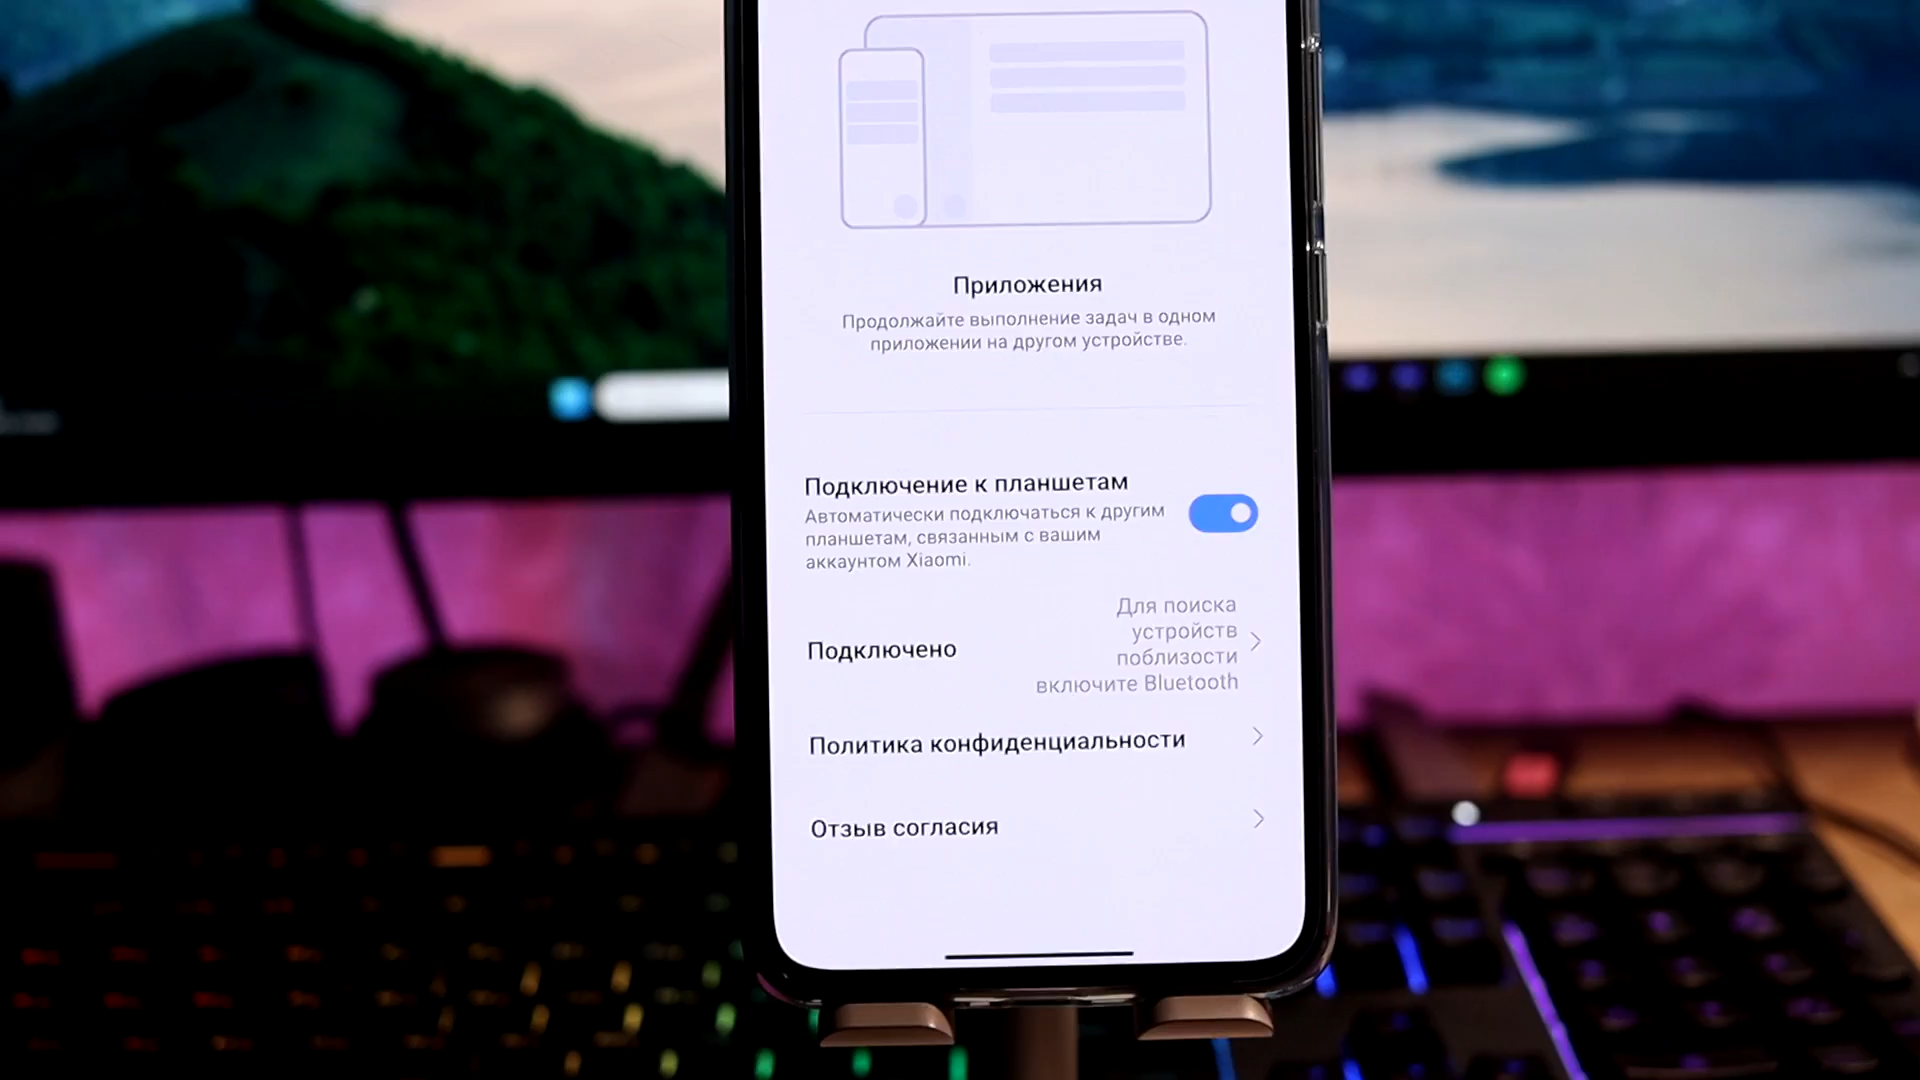 Приложения
Продолжайте выполнение задач в одном
приложении на другом устройстве.
Подключение к планшетам
Автоматически подключаться к другим
планшетам, связанным с вашим
аккаунтом Xiaomi.
Подключено
Для поиска
устройств
поблизости
включите Bluetooth
Политика конфиденциальности
Отзыв согласия